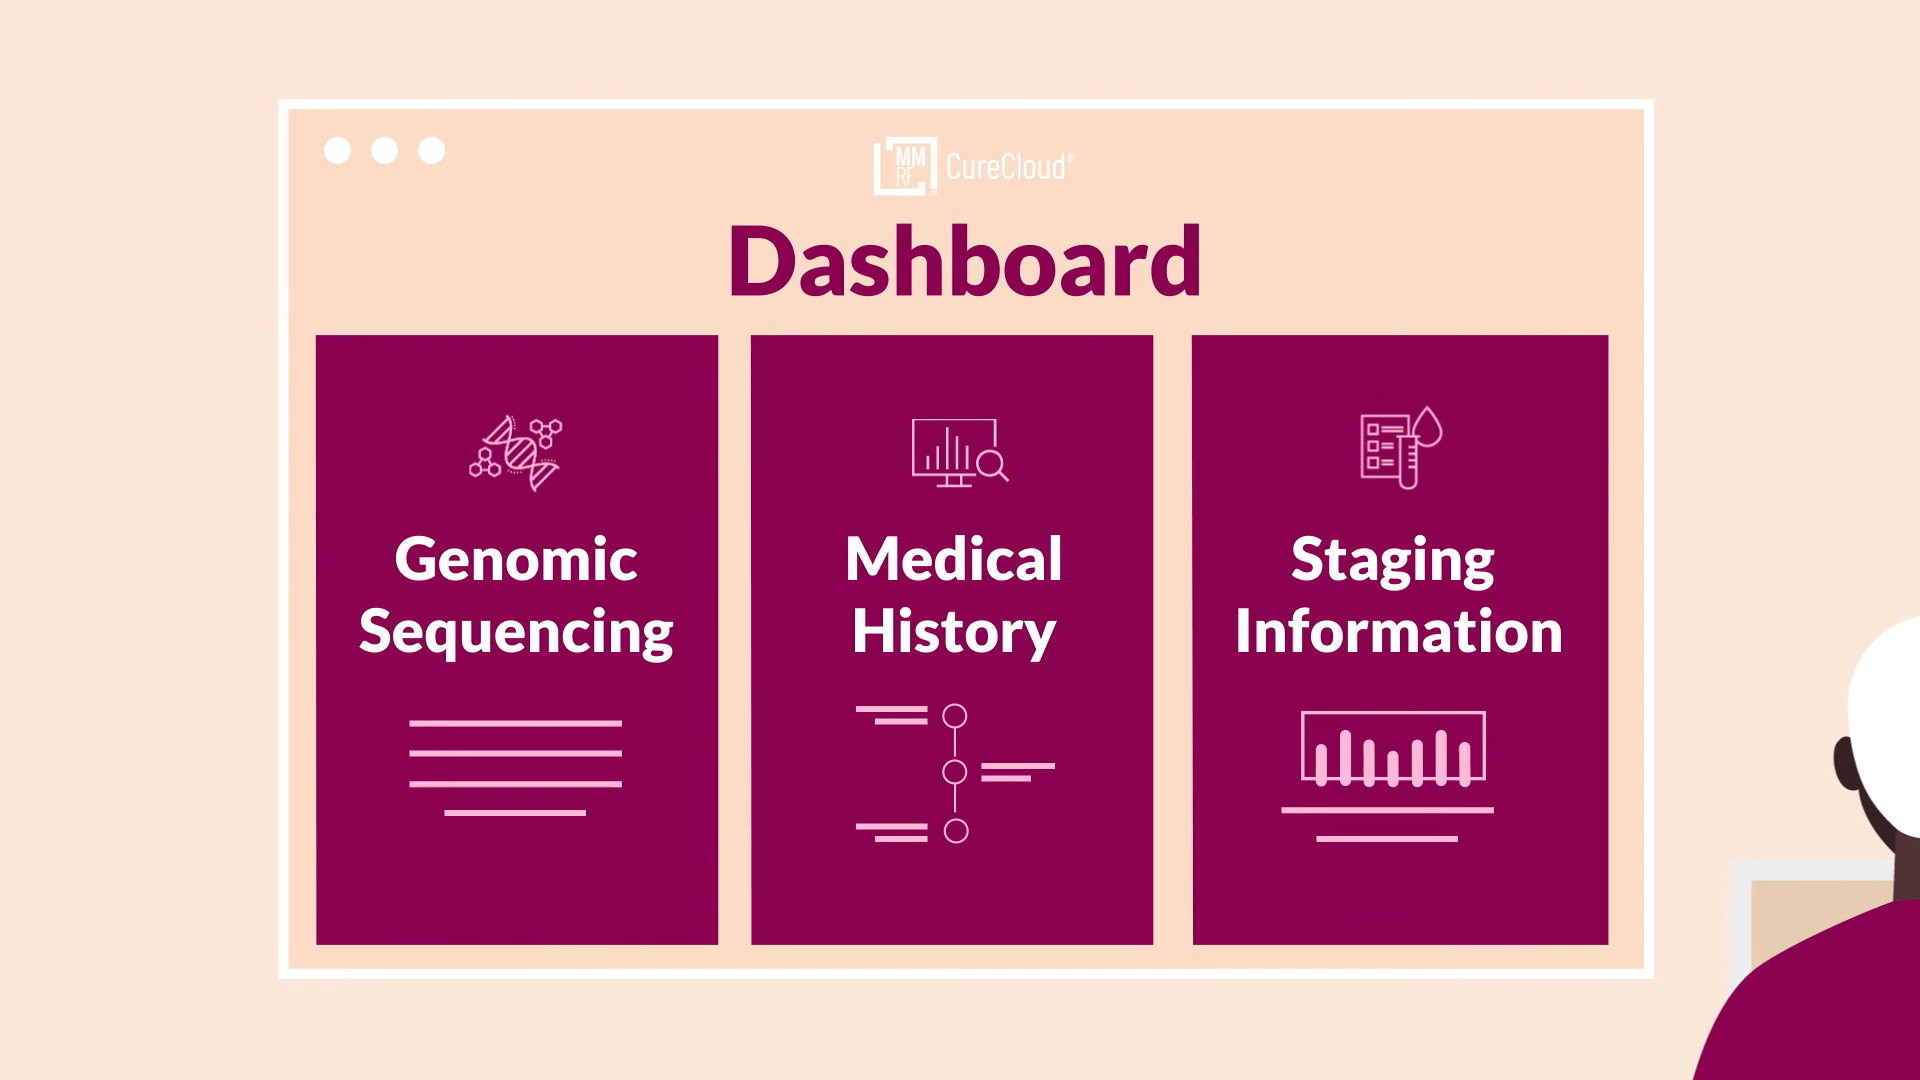 MM
RF
CureCloud®
Dashboard
Genomic
Sequencing
Medical
History
Staging
Information